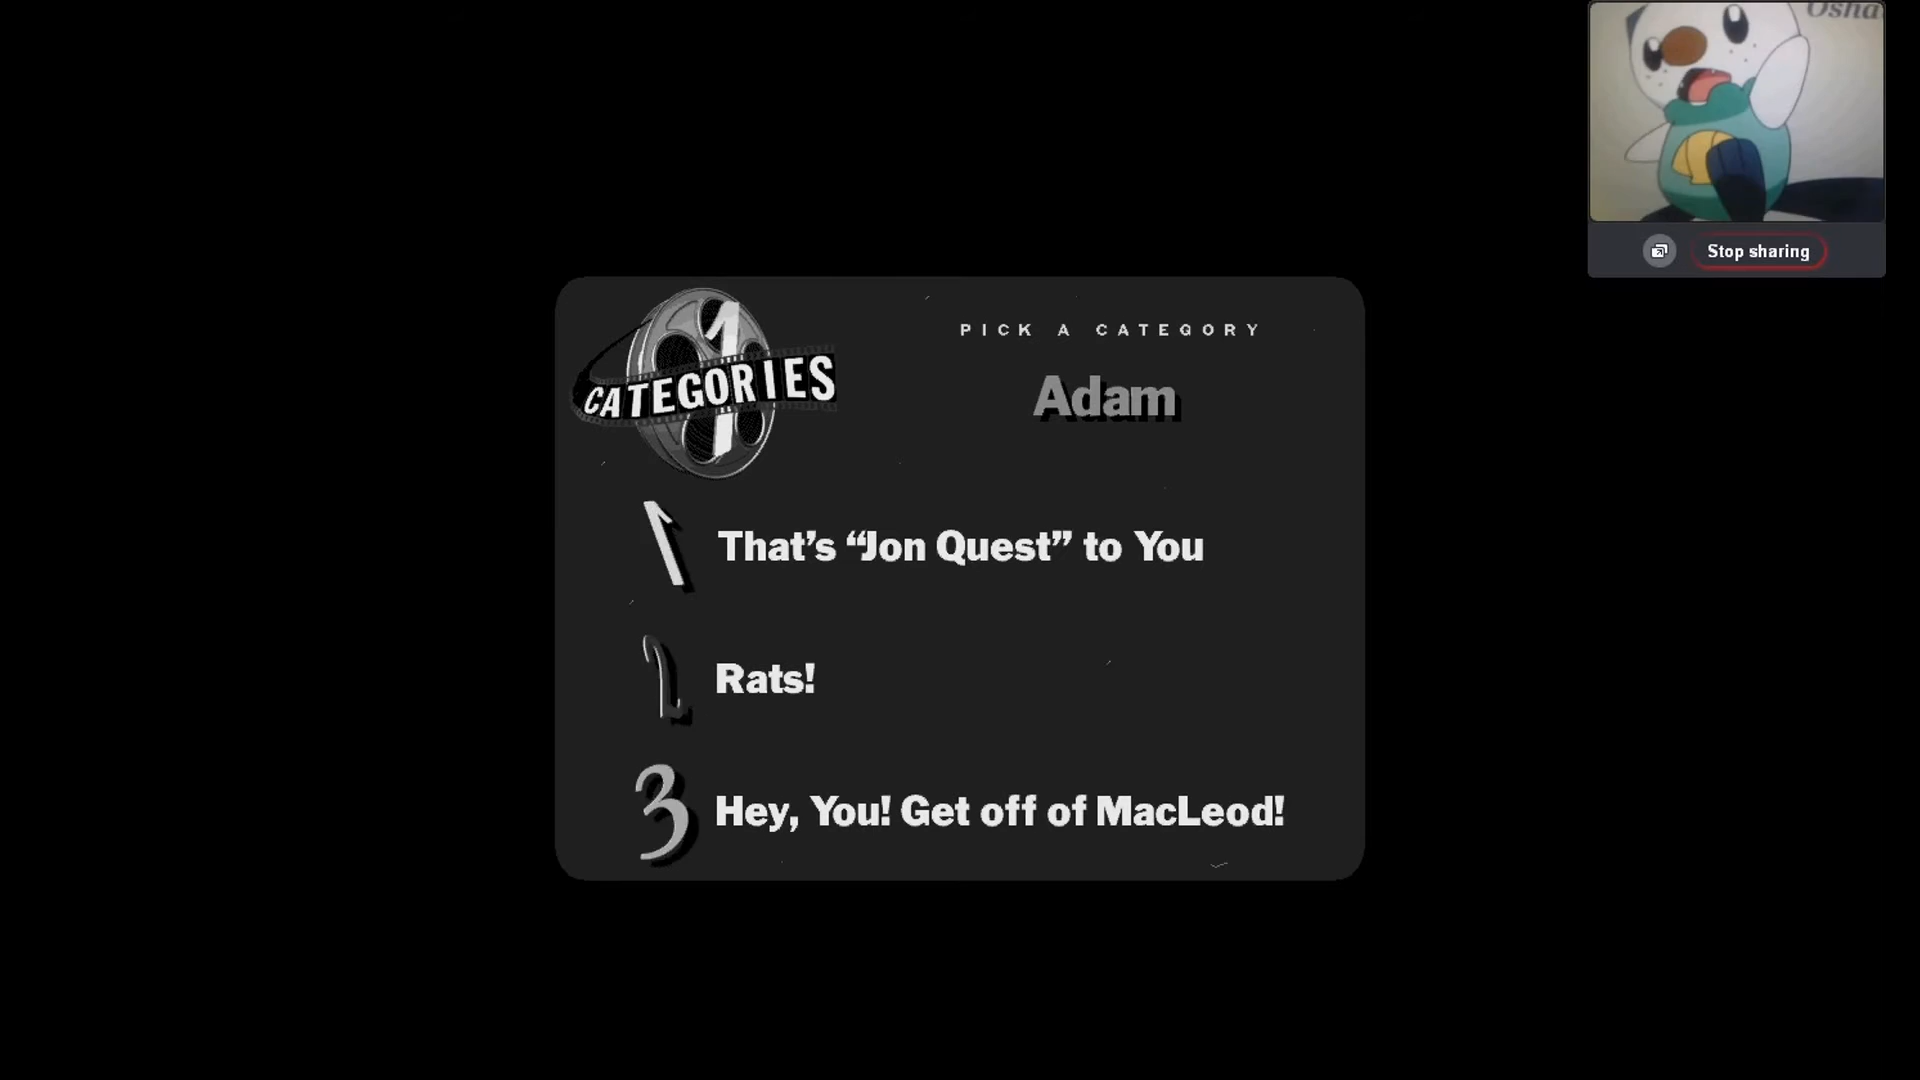 Osha
Stop sharing
1
CATEGORIES
PICK A CATEGORY
Adam
1 That's “Jon Quest” to You
2 Rats!
3 Hey, You! Get off of MacLeod!